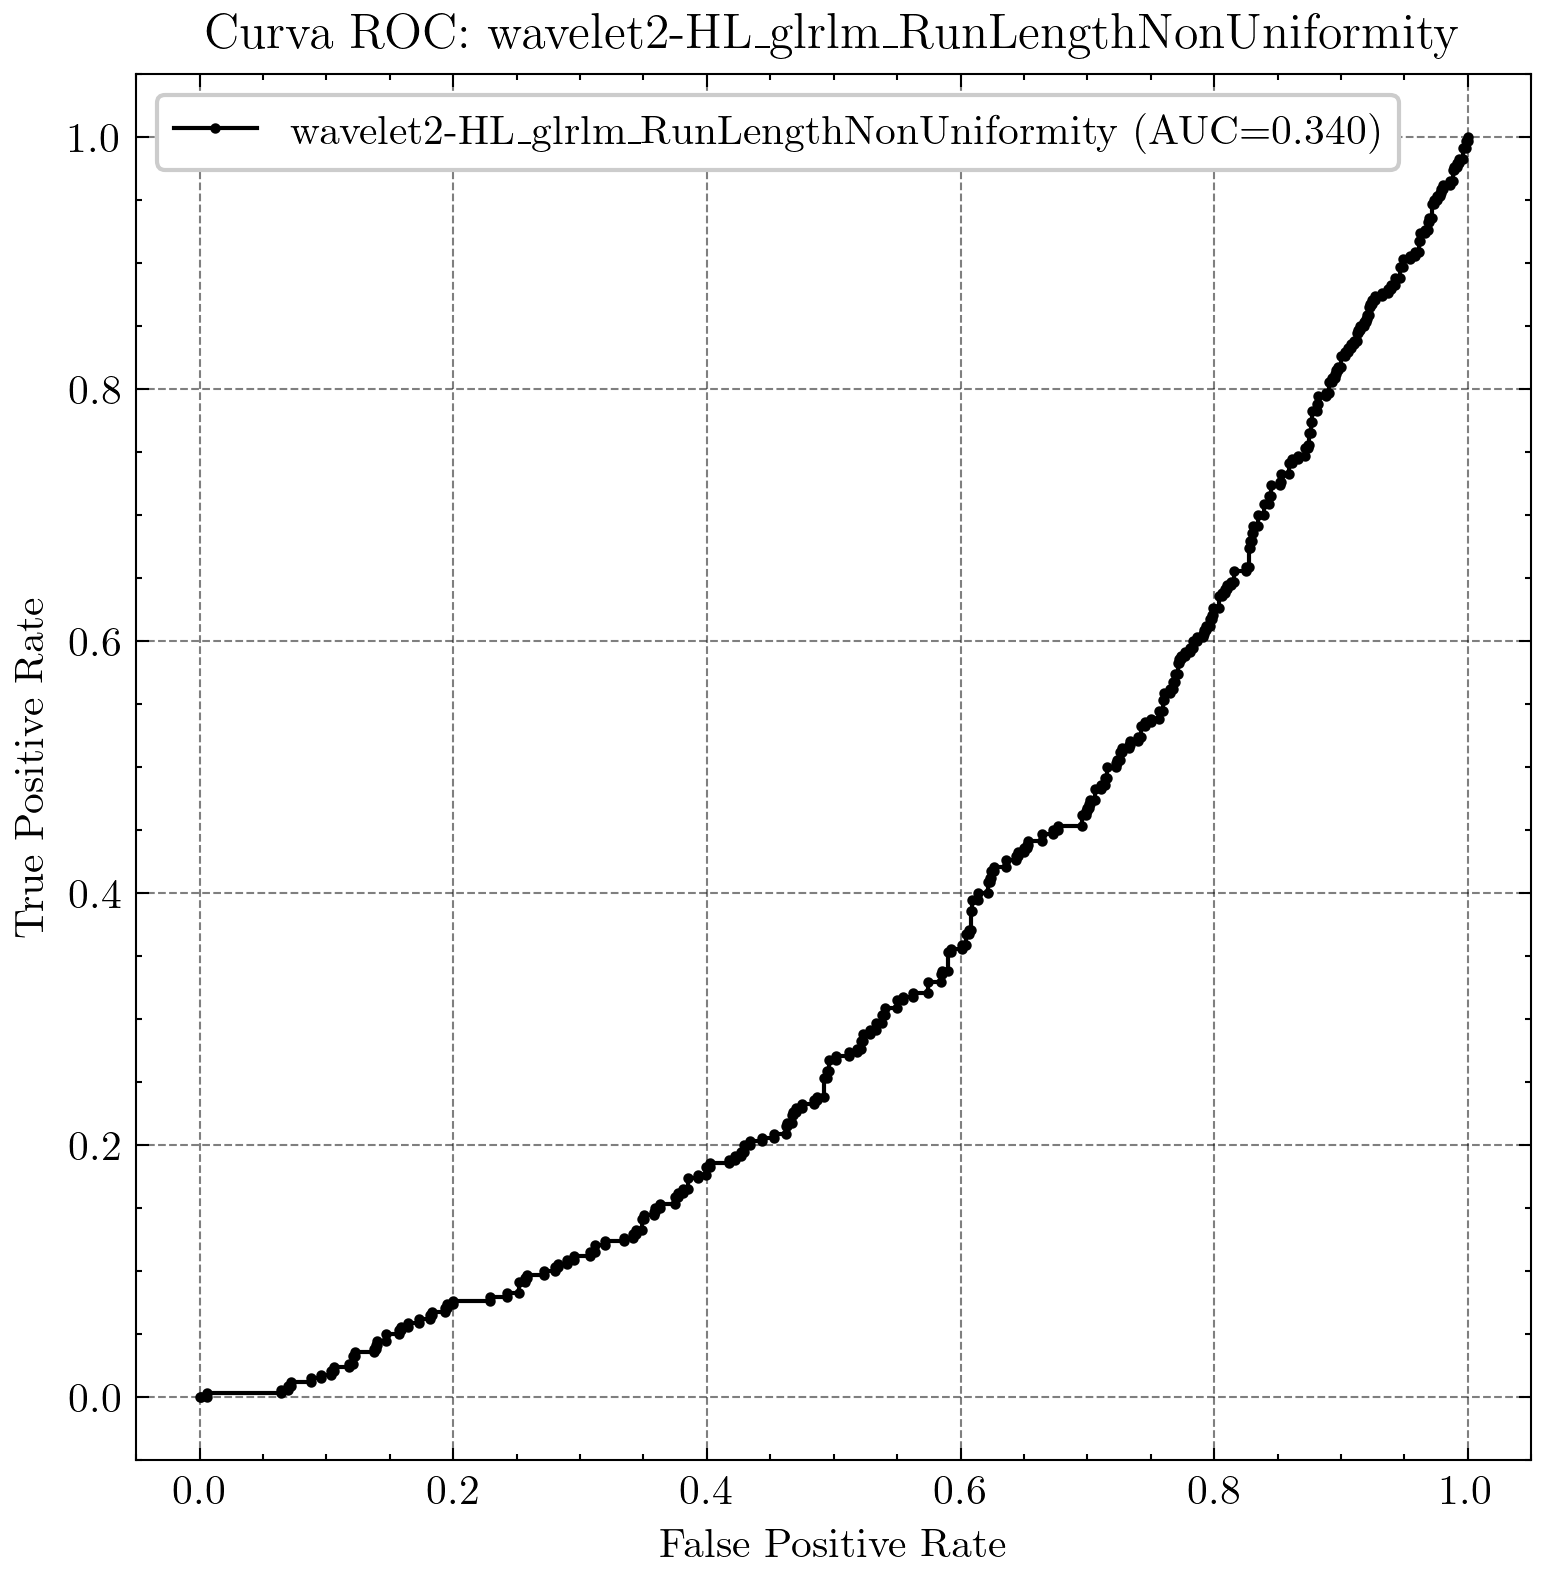 Curva ROC: wavelet2-HL_glrlm_RunLengthNonUniformity
wavelet2-HL_glrlm_RunLengthNonUniformity (AUC=0.340)
1.0
0.8
0.6
0.4
0.2
0.0
True Positive Rate
0.0 0.2 0.4 0.6 0.8 1.0
False Positive Rate